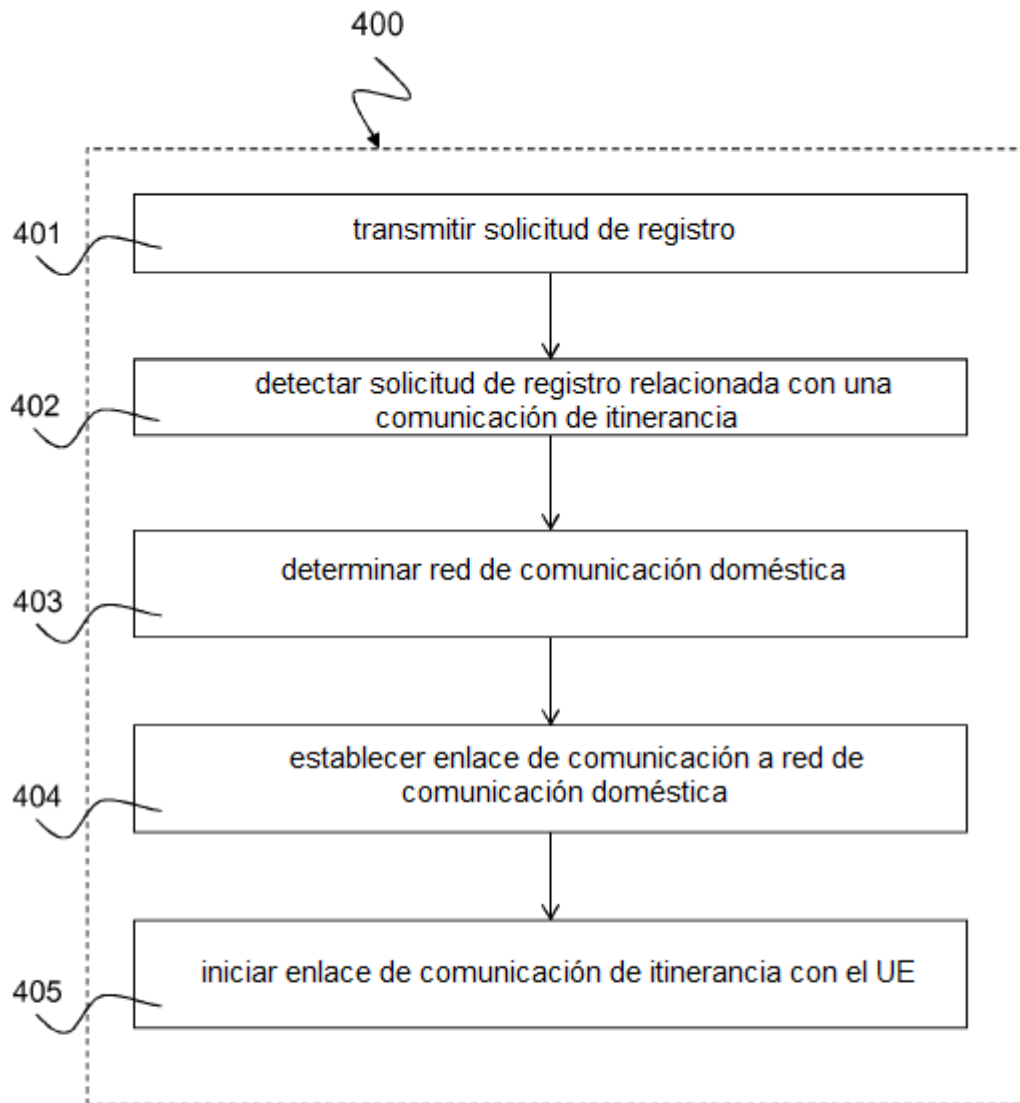 400
401
transmitir solicitud de registro
402
detectar solicitud de registro relacionada con una
comunicación de itinerancia
403
determinar red de comunicación doméstica
404
establecer enlace de comunicación a red de
comunicación doméstica
405
iniciar enlace de comunicación de itinerancia con el UE